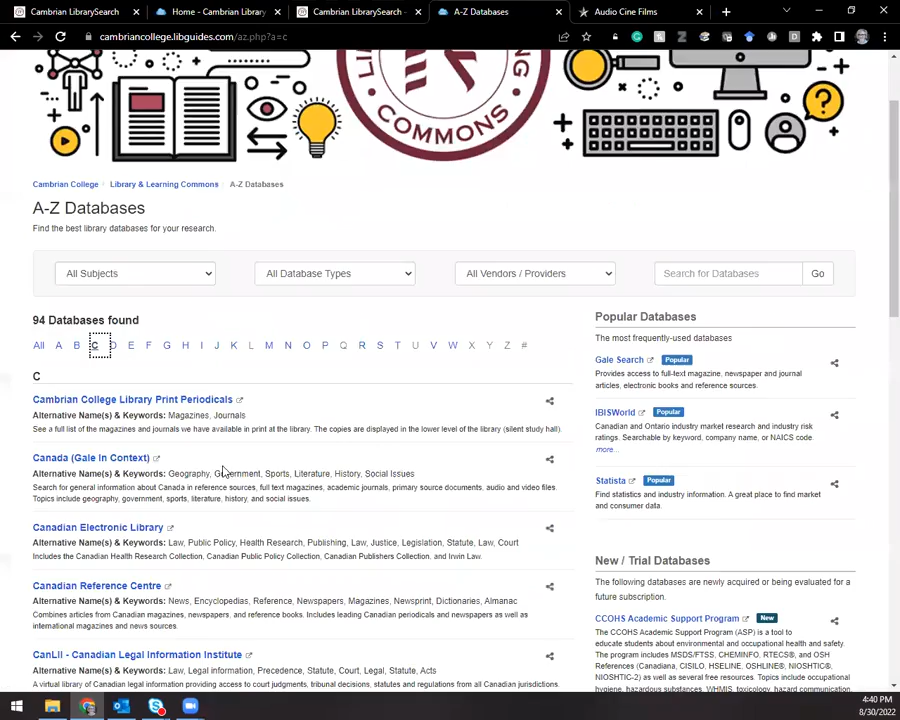 Cambrian LibrarySearch
Home - Cambrian Library
Cambrian LibrarySearch -
A-Z Databases
Audio Cine Films
cambriancollege.libguides.com/az.php?a=c
COMMONS
Cambrian College / Library & Learning Commons / A-Z Databases
A-Z Databases
Find the best library databases for your research.
All Subjects
All Database Types
All Vendors / Providers
Search for Databases
Go
94 Databases found
All A B C D E F G H I J K L M N O P Q R S T U V W X Y Z #
C
Cambrian College Library Print Periodicals
Alternative Name(s) & Keywords: Magazines, Journals
See a full list of the magazines and journals we have available in print at the library. The copies are displayed in the lower level of the library (silent study hall).
Canada (Gale In Context)
Alternative Name(s) & Keywords: Geography, Government, Sports, Literature, History, Social Issues
Search for general information about Canada in reference sources, full text magazines, academic journals, primary source documents, audio and video files.
Topics include geography, government, sports, literature, history, and social issues.
Canadian Electronic Library
Alternative Name(s) & Keywords: Law, Public Policy, Health Research, Publishing, Law, Justice, Legislation, Statute, Law, Court
Includes the Canadian Health Research Collection, Canadian Public Policy Collection, Canadian Publishers Collection, and Irwin Law.
Canadian Reference Centre
Alternative Name(s) & Keywords: News, Encyclopedias, Reference, Newspapers, Magazines, Newsprint, Dictionaries, Almanac
Combines articles from Canadian magazines, newspapers, and reference books. Includes leading Canadian periodicals and newspapers as well as
international magazines and news sources.
CanLII - Canadian Legal Information Institute
Alternative Name(s) & Keywords: Law, Legal information, Precedence, Statute, Court, Legal, Statute, Acts
A virtual library of Canadian legal information providing access to court judgments, tribunal decisions, statutes and regulations from all Canadian jurisdictions.
Popular Databases
The most frequently-used databases
Gale Search Popular
Provides access to full-text magazine, newspaper and journal
articles, electronic books and reference sources.
IBISWorld Popular
Canadian and Ontario industry market research and industry risk
ratings. Searchable by keyword, company name, or NAICS code.
more...
Statista Popular
Find statistics and industry information. A great place to find market
and consumer data.
New / Trial Databases
The following databases are newly acquired or being evaluated for a
future subscription.
CCOHS Academic Support Program New
The CCOHS Academic Support Program (ASP) is a tool to
educate students about environmental and occupational health and safety.
The program includes MSDS/FTSS, CHEMINFO, RTECS®, and OSH
References (Canadiana, CISILO, HSELINE, OSHLINE®, NIOSHTIC®,
NIOSHTIC-2) as well as several free resources. Topics include
hygiene, hazardous substances, WHMIS, toxicology, hazard communication,
4:40 PM
8/30/2022